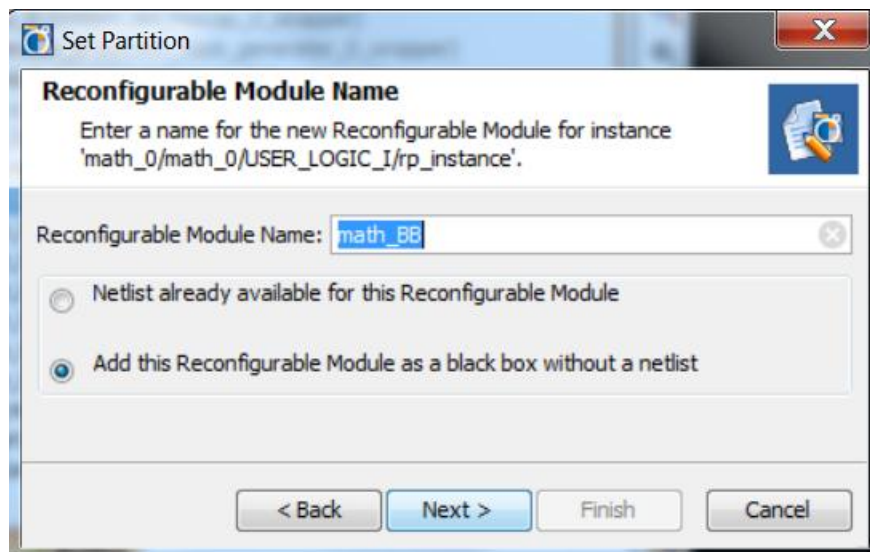 Set Partition
Reconfigurable Module Name
Enter a name for the new Reconfigurable Module for instance
'math_0/math_0/USER_LOGIC_I/rp_instance'.
Reconfigurable Module Name: math_BB
Netlist already available for this Reconfigurable Module
Add this Reconfigurable Module as a black box without a netlist
< Back Next > Finish Cancel